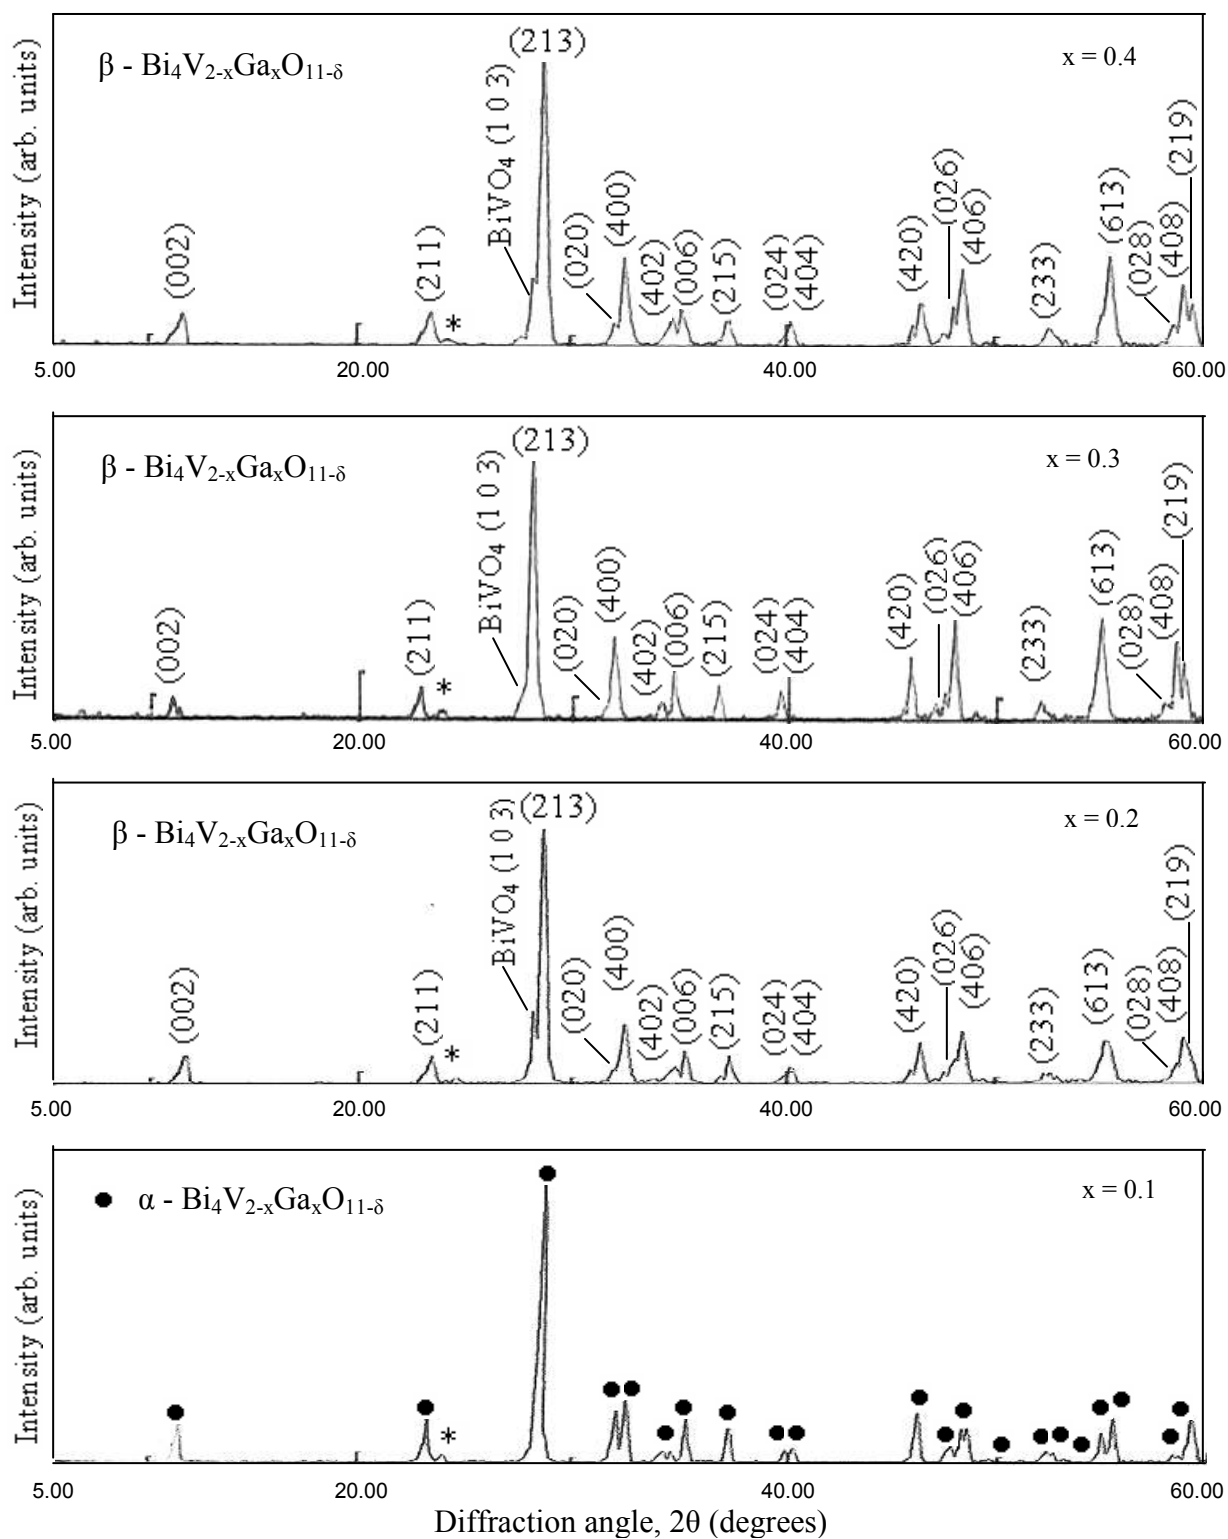 Intensity (arb. units)
β - Bi₄V₂₋ₓGaₓO₁₁₋δ
x = 0.4
(002)
(211)
*
BiVO₄ (1 0 3)
(213)
(020)
(400)
(402)
(006)
(215)
(024)
(404)
(420)
(026)
(406)
(233)
(613)
(028)
(408)
(219)
5.00 20.00 40.00 60.00
Intensity (arb. units)
β - Bi₄V₂₋ₓGaₓO₁₁₋δ
x = 0.3
(002)
(211)
*
BiVO₄ (1 0 3)
(213)
(020)
(400)
(402)
(006)
(215)
(024)
(404)
(420)
(026)
(406)
(233)
(613)
(028)
(408)
(219)
5.00 20.00 40.00 60.00
Intensity (arb. units)
β - Bi₄V₂₋ₓGaₓO₁₁₋δ
x = 0.2
(002)
(211)
*
BiVO₄ (1 0 3)
(213)
(020)
(400)
(402)
(006)
(215)
(024)
(404)
(420)
(026)
(406)
(233)
(613)
(028)
(408)
(219)
5.00 20.00 40.00 60.00
Intensity (arb. units)
● α - Bi₄V₂₋ₓGaₓO₁₁₋δ
x = 0.1
*
5.00 20.00 40.00 60.00
Diffraction angle, 2θ (degrees)